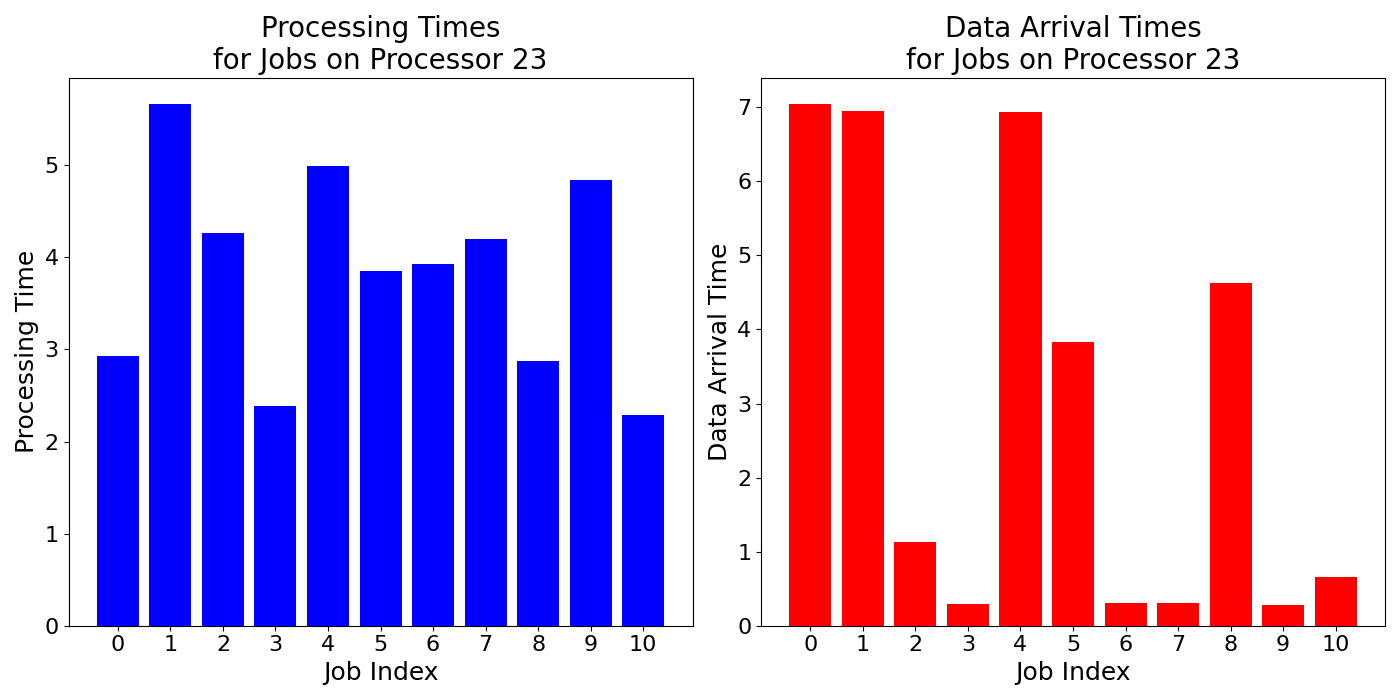 Processing Times
for Jobs on Processor 23
Processing Time
5
4
3
2
1
0
0 1 2 3 4 5 6 7 8 9 10
Job Index
Data Arrival Times
for Jobs on Processor 23
Data Arrival Time
7
6
5
4
3
2
1
0
0 1 2 3 4 5 6 7 8 9 10
Job Index